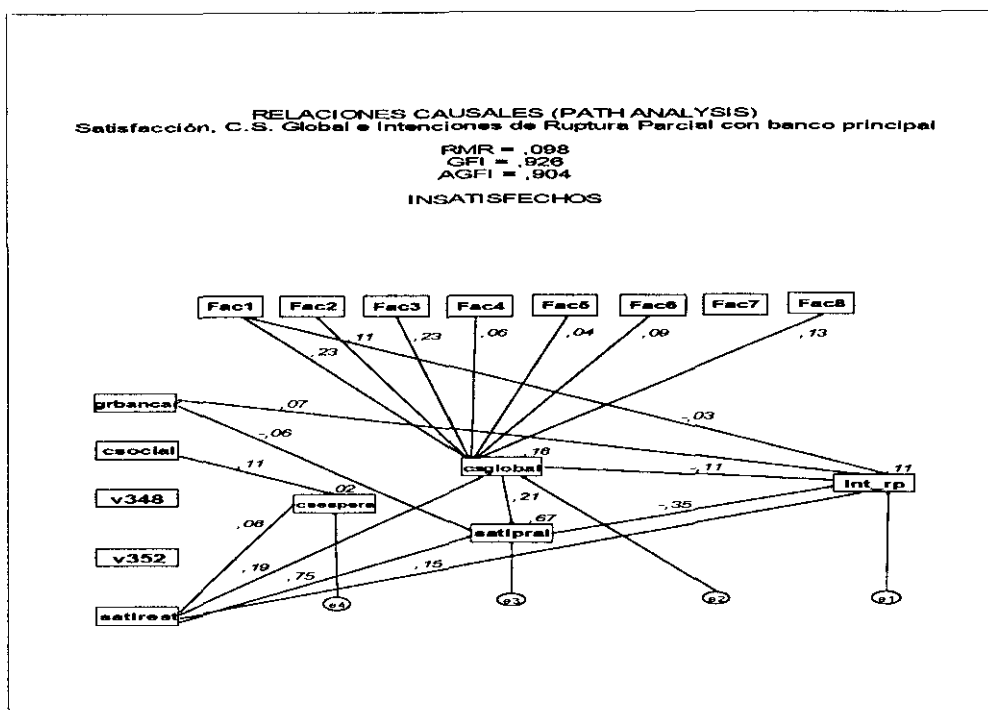 RELACIONES CAUSALES (PATH ANALYSIS)
Satisfacción, C.S. Global e Intenciones de Ruptura Parcial con banco principal
RMR = ,098
GFI = ,926
AGFI = ,904
INSATISFECHOS
Fac1 Fac2 Fac3 Fac4 Fac5 Fac6 Fac7 Fac8
,23 ,11 ,23 ,06 ,04 ,09 ,13
grbancar ,07 -,03
-,06
csocial ,11 csglobal ,18 -,11 ,11
Int_rp
v348 csespera ,02 ,21 -,35
,08 satipral ,67
v352
,19 ,75 ,15
satirest e4 e3 e2 e1